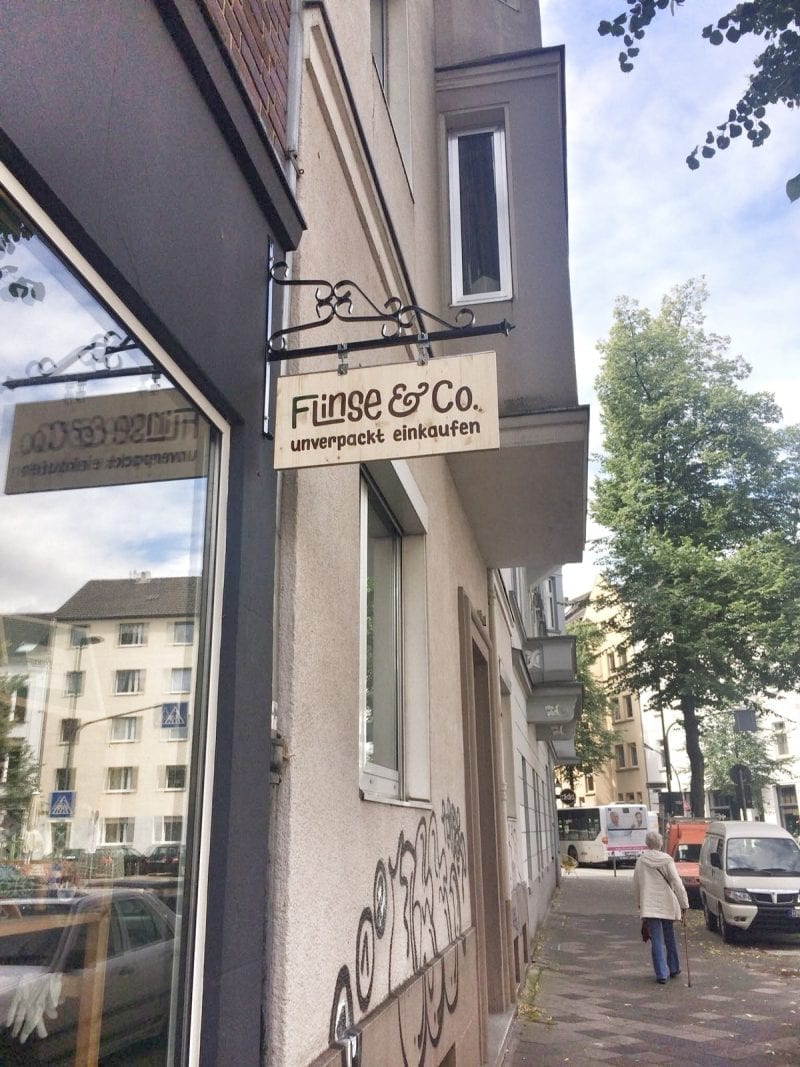 FLinse & Co.
unverpackt einkaufen